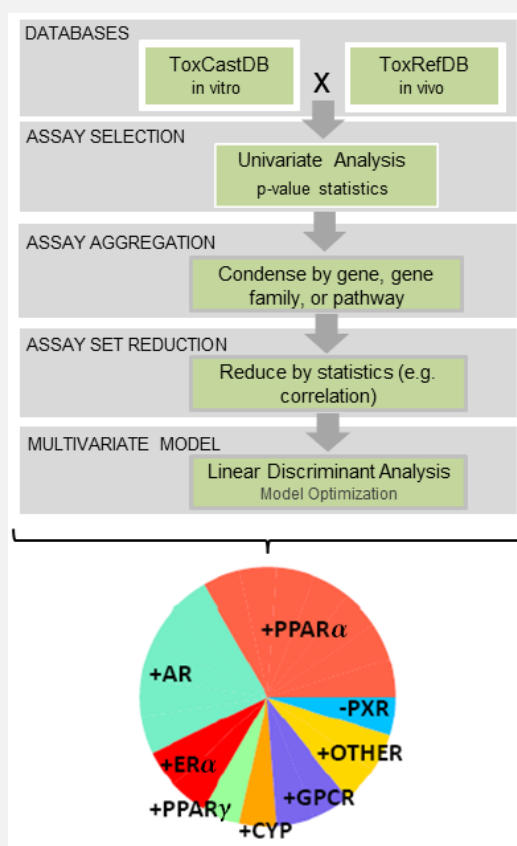 DATABASES
ToxCastDB
in vitro
X
ToxRefDB
in vivo
ASSAY SELECTION
Univariate Analysis
p-value statistics
ASSAY AGGREGATION
Condense by gene, gene
family, or pathway
ASSAY SET REDUCTION
Reduce by statistics (e.g.
correlation)
MULTIVARIATE MODEL
Linear Discriminant Analysis
Model Optimization
+PPARα
+AR
-PXR
+OTHER
+ERα
+GPCR
+PPARγ
+CYP